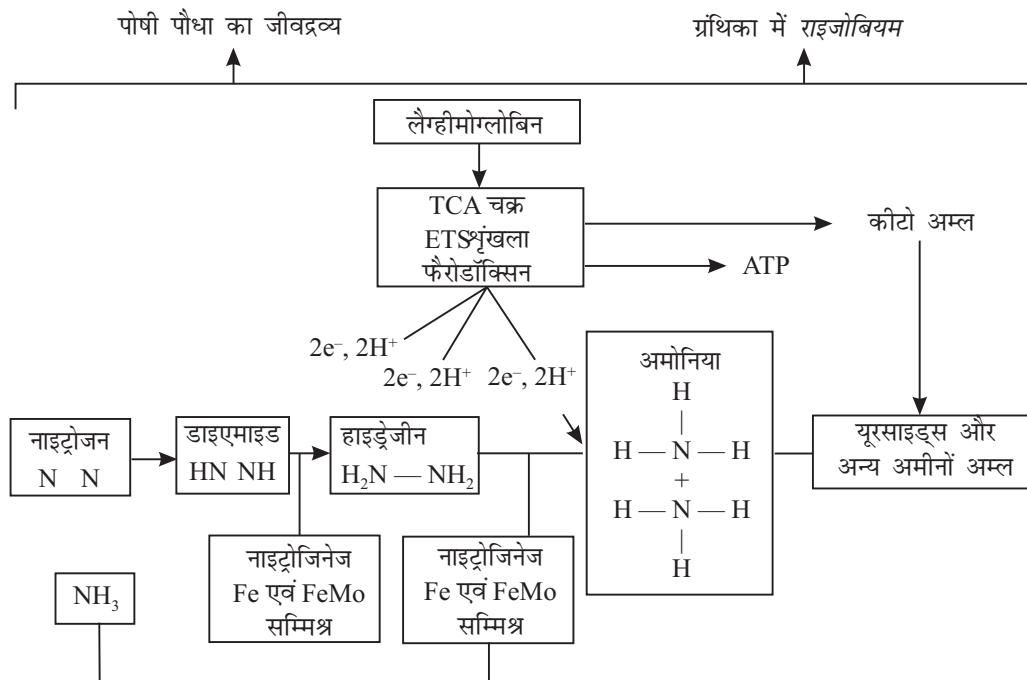 पोषी पौधा का जीवद्रव्य
ग्रंथिका में राइजोबियम
लैग्हीमोग्लोबिन
TCA चक्र
ETSशृंखला
फैरोडॉक्सिन
कीटो अम्ल
ATP
2e⁻, 2H⁺
2e⁻, 2H⁺
2e⁻, 2H⁺
नाइट्रोजन
N N
डाइएमाइड
HN NH
हाइड्रेजीन
H₂N — NH₂
अमोनिया
H
|
H — N — H
+
H — N — H
|
H
यूरसाइड्स और
अन्य अमीनों अम्ल
नाइट्रोजिनेज
Fe एवं FeMo
सम्मिश्र
नाइट्रोजिनेज
Fe एवं FeMo
सम्मिश्र
NH₃